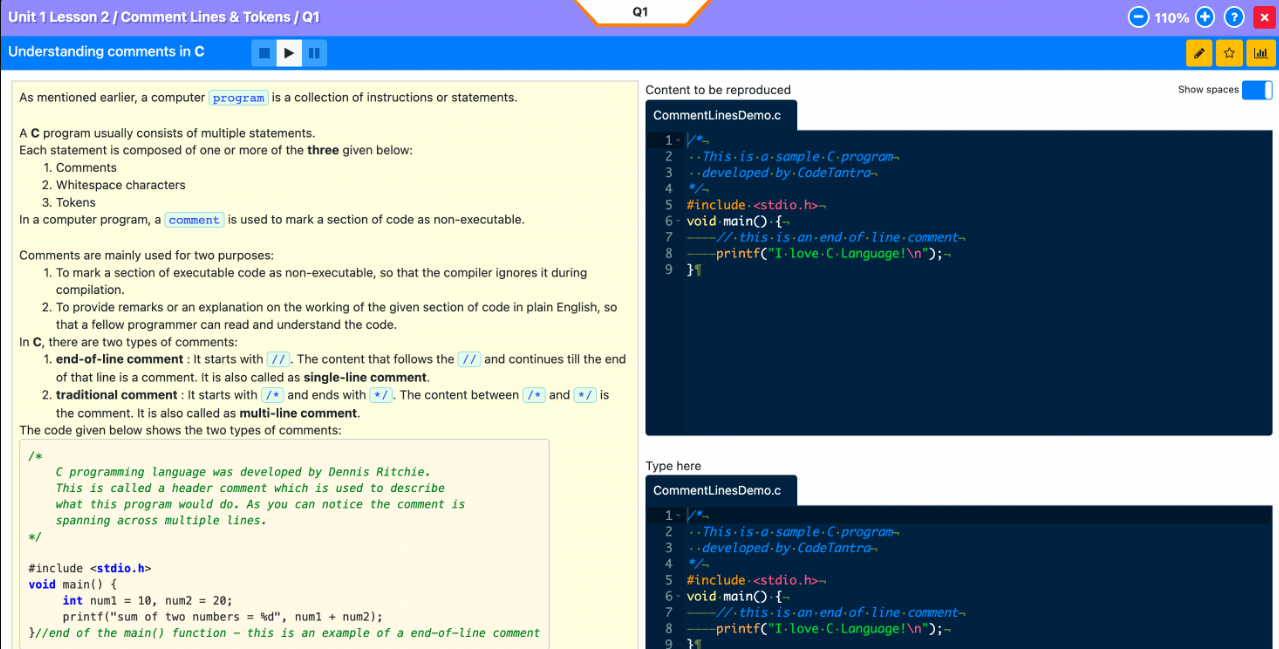 Unit 1 Lesson 2 / Comment Lines & Tokens / Q1
Q1
110%
?
Understanding comments in C
As mentioned earlier, a computer program is a collection of instructions or statements.
A C program usually consists of multiple statements.
Each statement is composed of one or more of the three given below:
1. Comments
2. Whitespace characters
3. Tokens
In a computer program, a comment is used to mark a section of code as non-executable.
Comments are mainly used for two purposes:
1. To mark a section of executable code as non-executable, so that the compiler ignores it during
compilation.
2. To provide remarks or an explanation on the working of the given section of code in plain English, so
that a fellow programmer can read and understand the code.
In C, there are two types of comments:
1. end-of-line comment : It starts with //. The content that follows the // and continues till the end
of that line is a comment. It is also called as single-line comment.
2. traditional comment : It starts with /* and ends with */. The content between /* and */ is
the comment. It is also called as multi-line comment.
The code given below shows the two types of comments:
/*
C programming language was developed by Dennis Ritchie.
This is called a header comment which is used to describe
what this program would do. As you can notice the comment is
spanning across multiple lines.
*/
#include <stdio.h>
void main() {
int num1 = 10, num2 = 20;
printf("sum of two numbers = %d", num1 + num2);
}//end of the main() function - this is an example of a end-of-line comment
Content to be reproduced
Show spaces
CommentLinesDemo.c
1 /*¬
2 ··This·is·a·sample·C·program¬
3 ··developed·by·CodeTantra¬
4 */¬
5 #include·<stdio.h>¬
6 void·main()·{¬
7 ————//·this·is·an·end·of·line·comment¬
8 ————printf("I·love·C·Language!\n");¬
9 }¶
Type here
CommentLinesDemo.c
1 /*¬
2 ··This·is·a·sample·C·program¬
3 ··developed·by·CodeTantra¬
4 */¬
5 #include·<stdio.h>¬
6 void·main()·{¬
7 ————//·this·is·an·end·of·line·comment¬
8 ————printf("I·love·C·Language!\n");¬
9 }¶